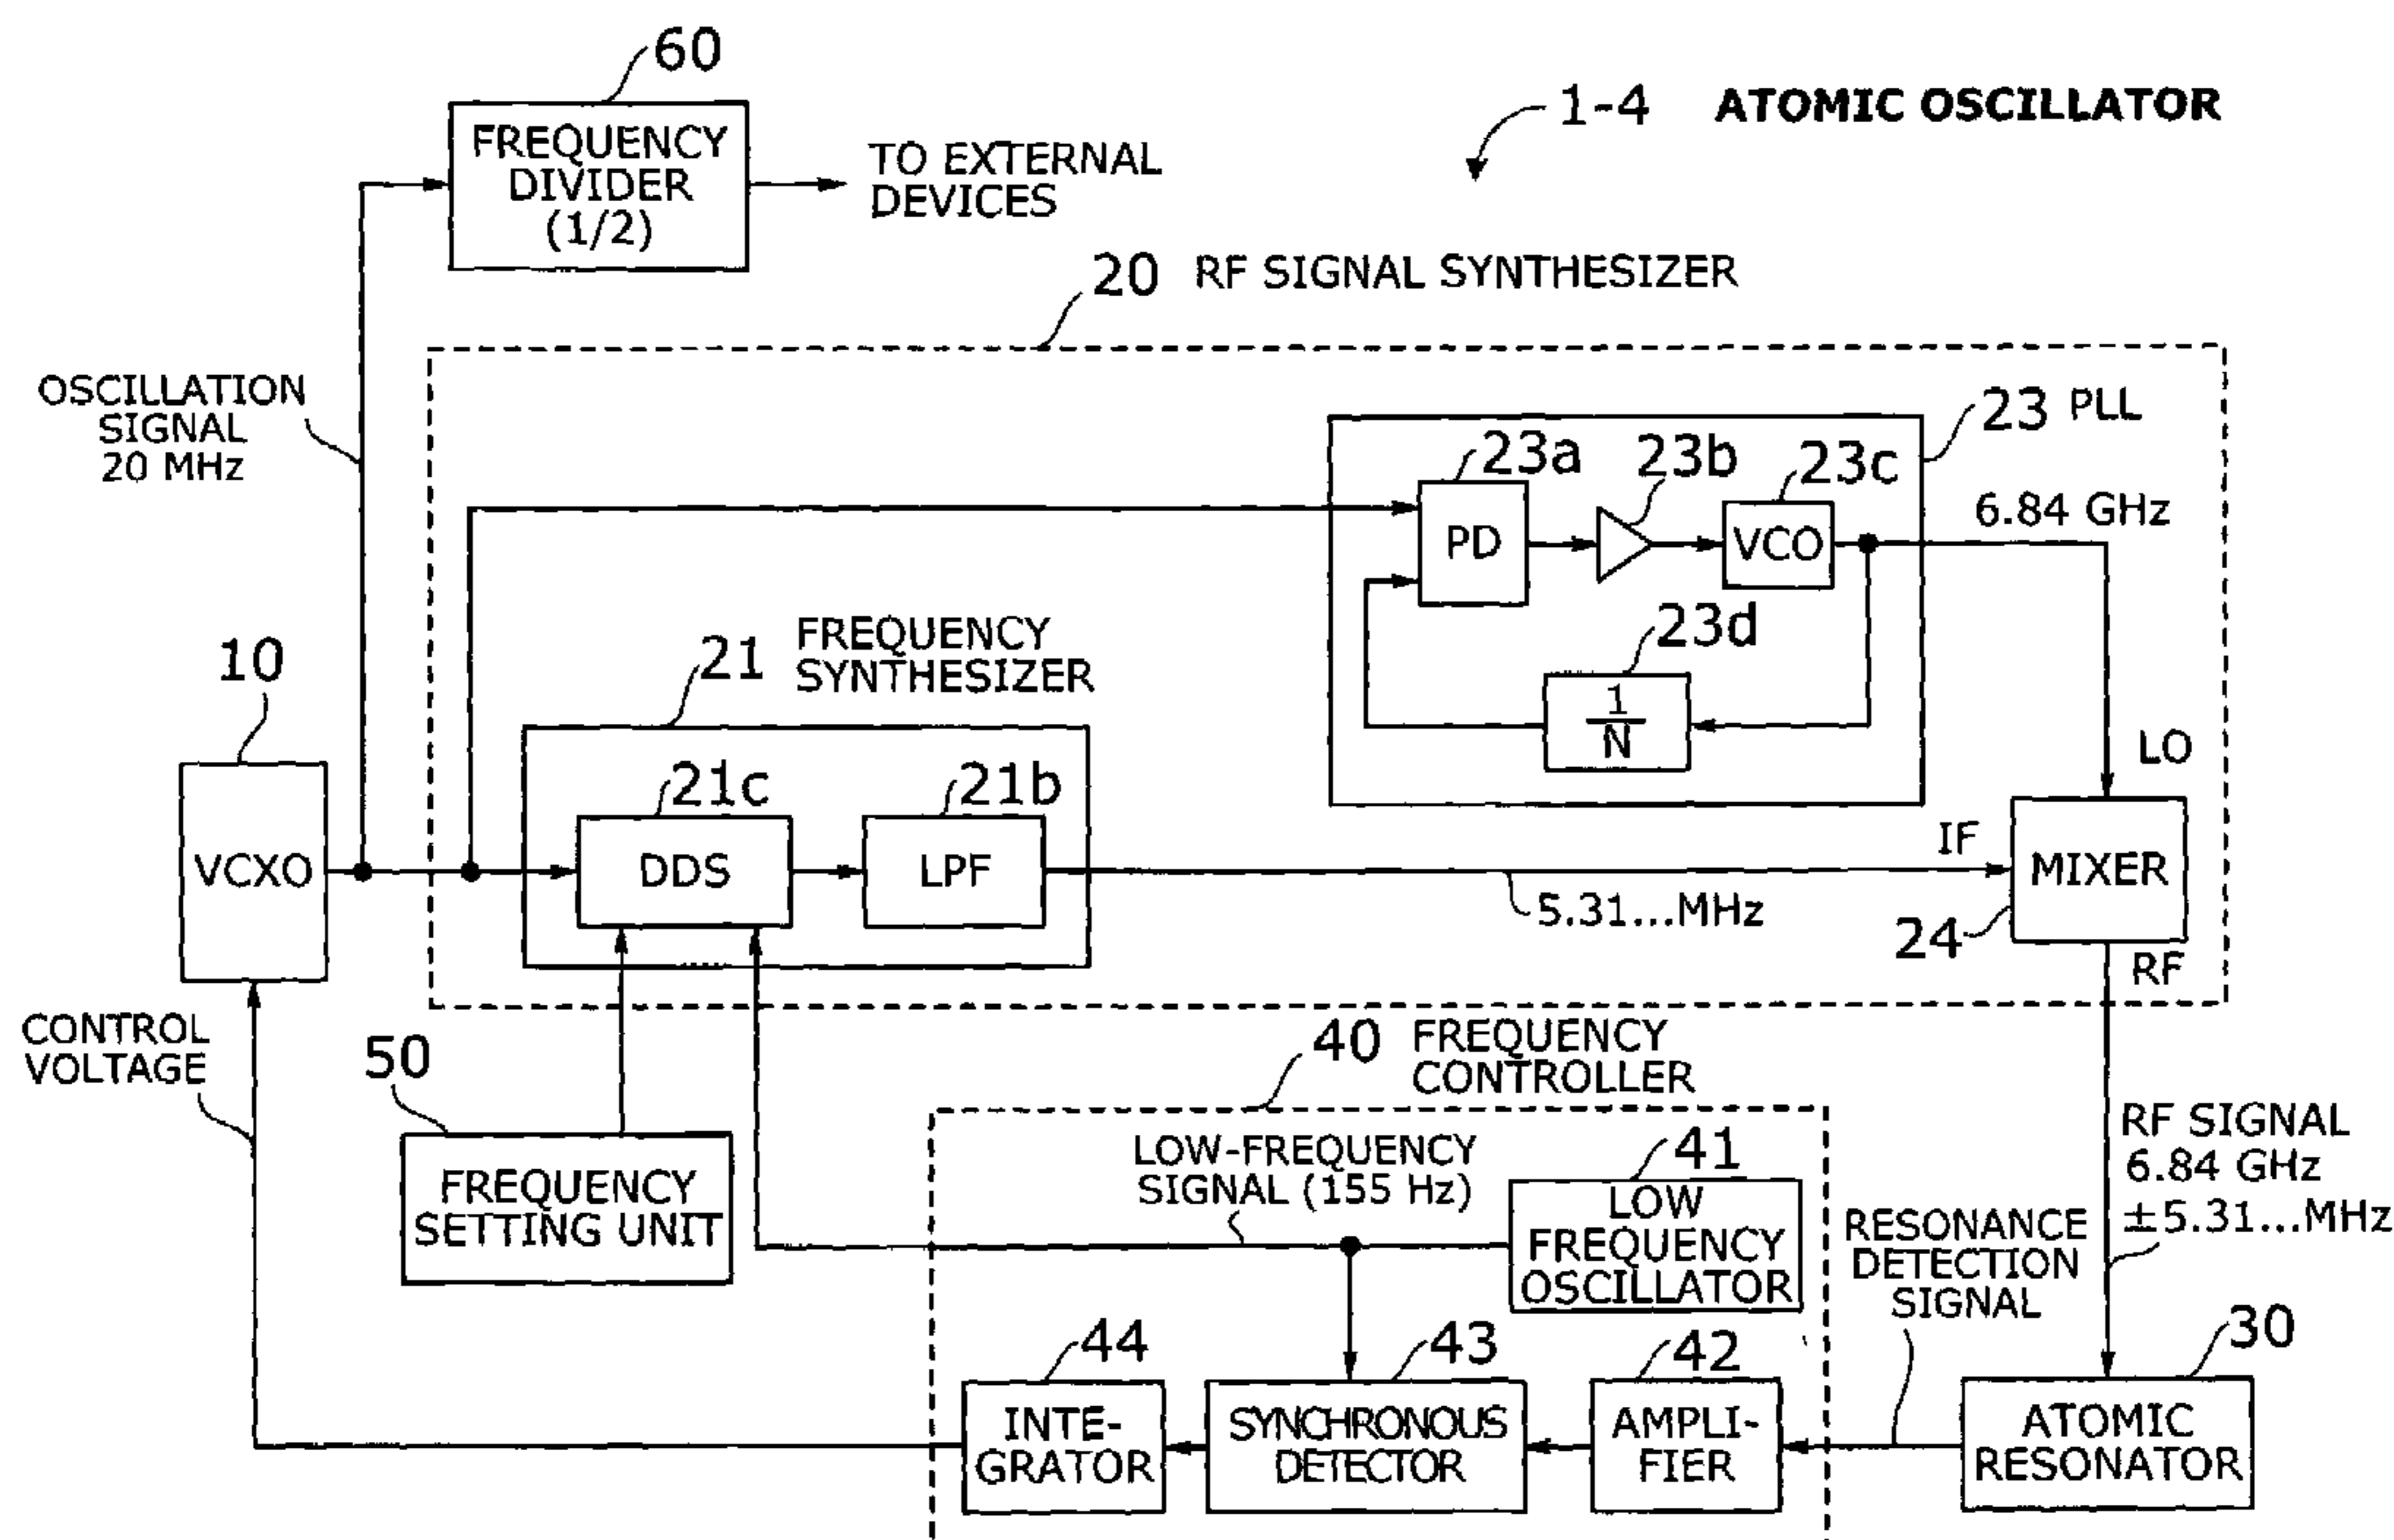 60
FREQUENCY
DIVIDER
(1/2)
TO EXTERNAL
DEVICES
1-4 ATOMIC OSCILLATOR
20 RF SIGNAL SYNTHESIZER
OSCILLATION
SIGNAL
20 MHz
23 PLL
23a
23b
23c
PD
VCO
6.84 GHz
23d
1
N
LO
10
VCXO
21 FREQUENCY
SYNTHESIZER
21c
21b
DDS
LPF
IF
5.31...MHz
MIXER
24
RF
CONTROL
VOLTAGE
50
FREQUENCY
SETTING UNIT
40 FREQUENCY
CONTROLLER
LOW-FREQUENCY
SIGNAL (155 Hz)
41
LOW
FREQUENCY
OSCILLATOR
RF SIGNAL
6.84 GHz
±5.31...MHz
RESONANCE
DETECTION
SIGNAL
44
INTE-
GRATOR
43
SYNCHRONOUS
DETECTOR
42
AMPLI-
FIER
30
ATOMIC
RESONATOR